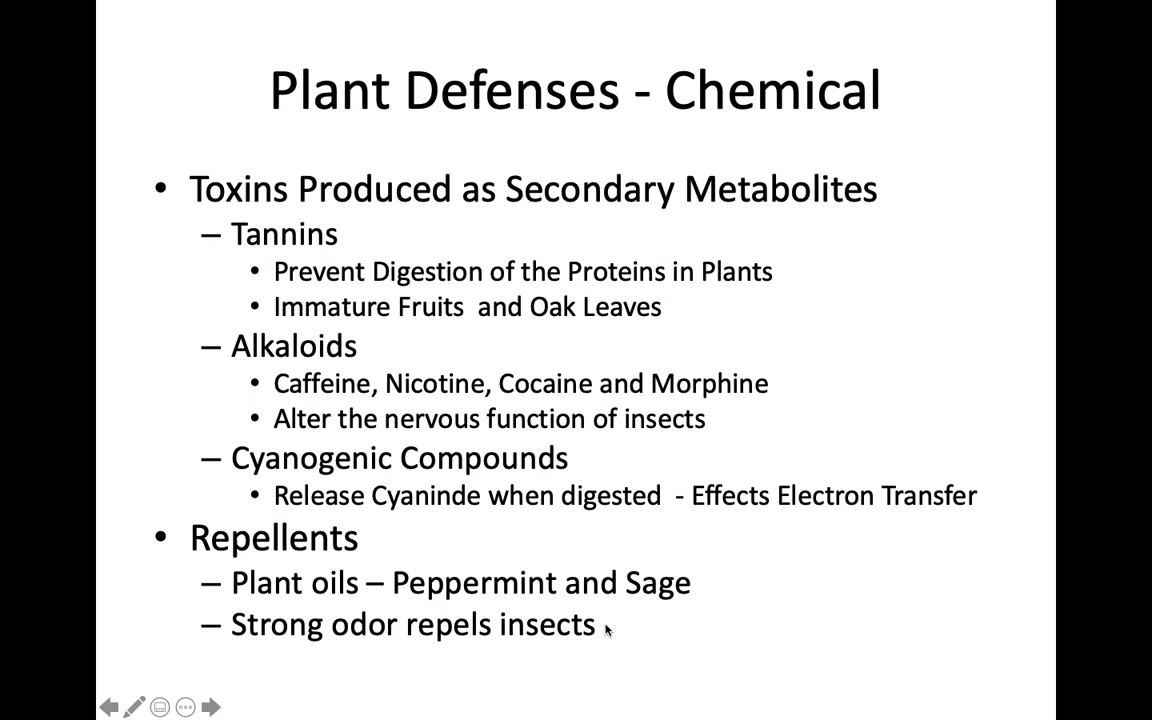 Plant Defenses - Chemical
• Toxins Produced as Secondary Metabolites
– Tannins
• Prevent Digestion of the Proteins in Plants
• Immature Fruits  and Oak Leaves
– Alkaloids
• Caffeine, Nicotine, Cocaine and Morphine
• Alter the nervous function of insects
– Cyanogenic Compounds
• Release Cyaninde when digested  - Effects Electron Transfer
• Repellents
– Plant oils – Peppermint and Sage
– Strong odor repels insects